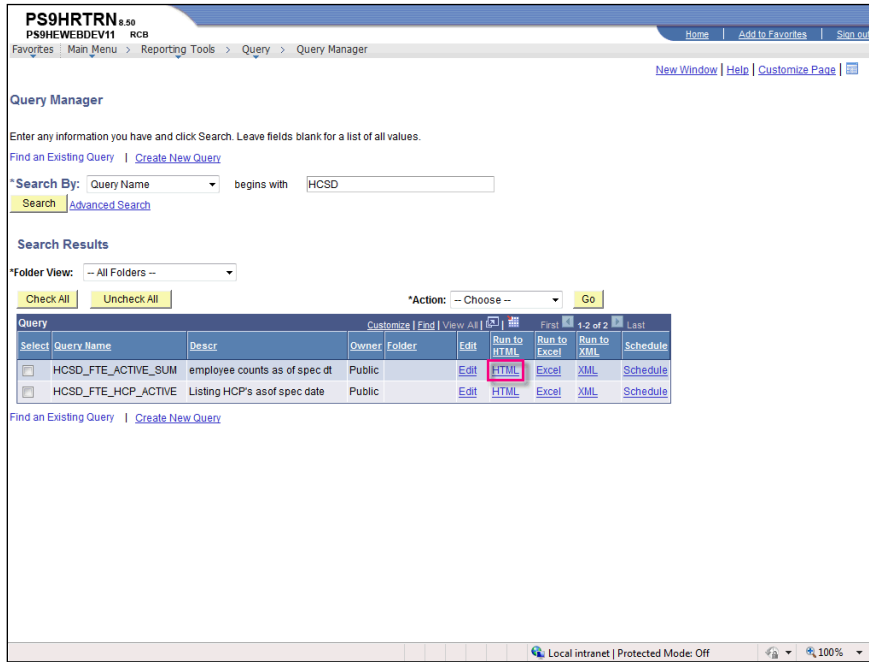 PS9HRTRN 8.50
PS9HEWEBDEV11 RCB
Home | Add to Favorites | Sign out
Favorites | Main Menu > Reporting Tools > Query > Query Manager
New Window | Help | Customize Page |
Query Manager
Enter any information you have and click Search. Leave fields blank for a list of all values.
Find an Existing Query | Create New Query
*Search By: Query Name begins with HCSD
Search Advanced Search
Search Results
*Folder View: -- All Folders --
Check All Uncheck All *Action: -- Choose -- Go
Query Customize | Find | View All | | First 1-2 of 2 Last
Select Query Name Descr Owner Folder Edit Run to HTML Run to Excel Run to XML Schedule
HCSD_FTE_ACTIVE_SUM employee counts as of spec dt Public Edit HTML Excel XML Schedule
HCSD_FTE_HCP_ACTIVE Listing HCP's asof spec date Public Edit HTML Excel XML Schedule
Find an Existing Query | Create New Query
Local intranet | Protected Mode: Off 100%